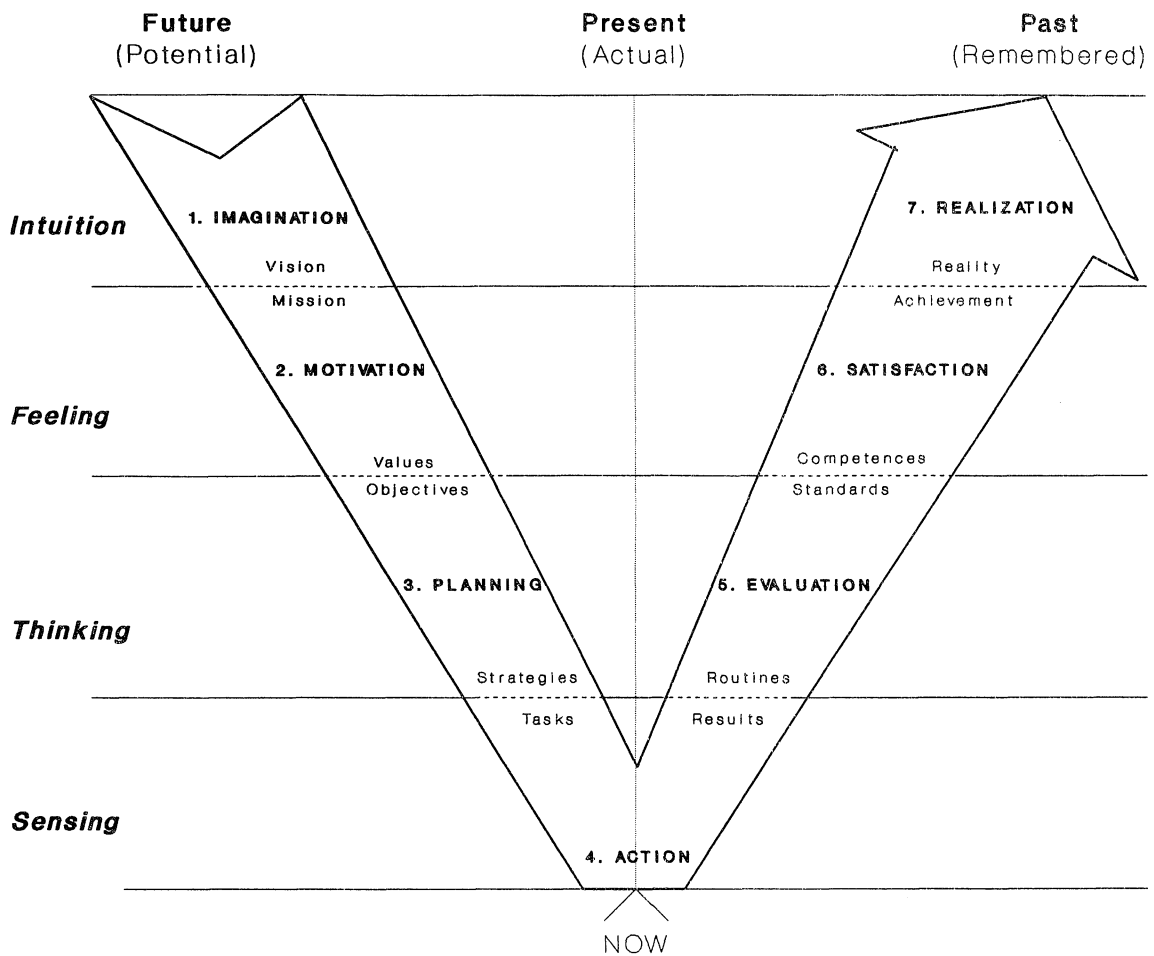 Future Present Past
(Potential) (Actual) (Remembered)
Intuition 1. IMAGINATION 7. REALIZATION
Vision Reality
Mission Achievement
2. MOTIVATION 6. SATISFACTION
Feeling
Values Competences
Objectives Standards
3. PLANNING 5. EVALUATION
Thinking
Strategies Routines
Tasks Results
Sensing
4. ACTION
NOW